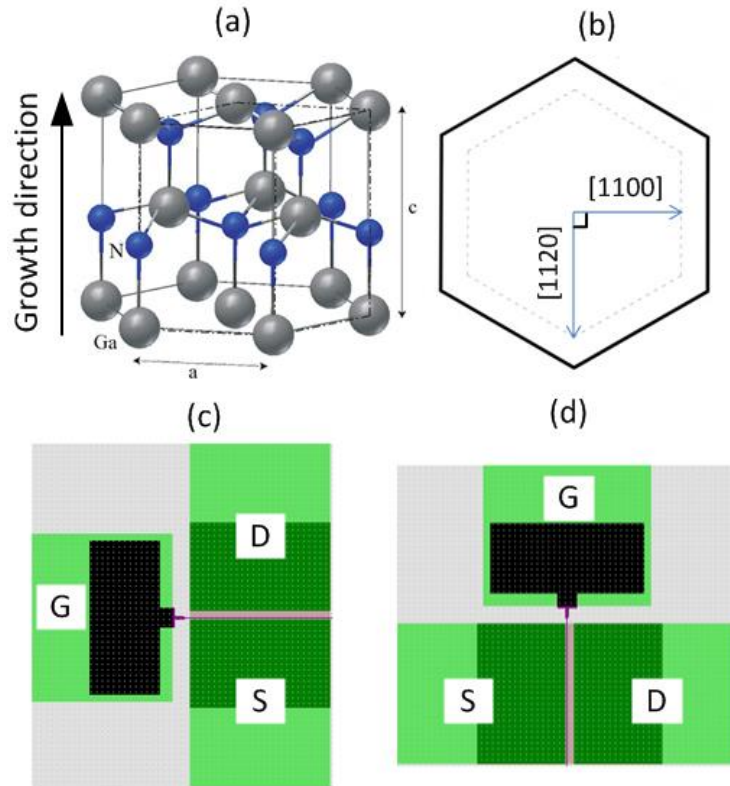 (a)
(b)
Growth direction
N
Ga
a
c
[1100]
[1120]
(c)
(d)
D
G
S
G
S
D